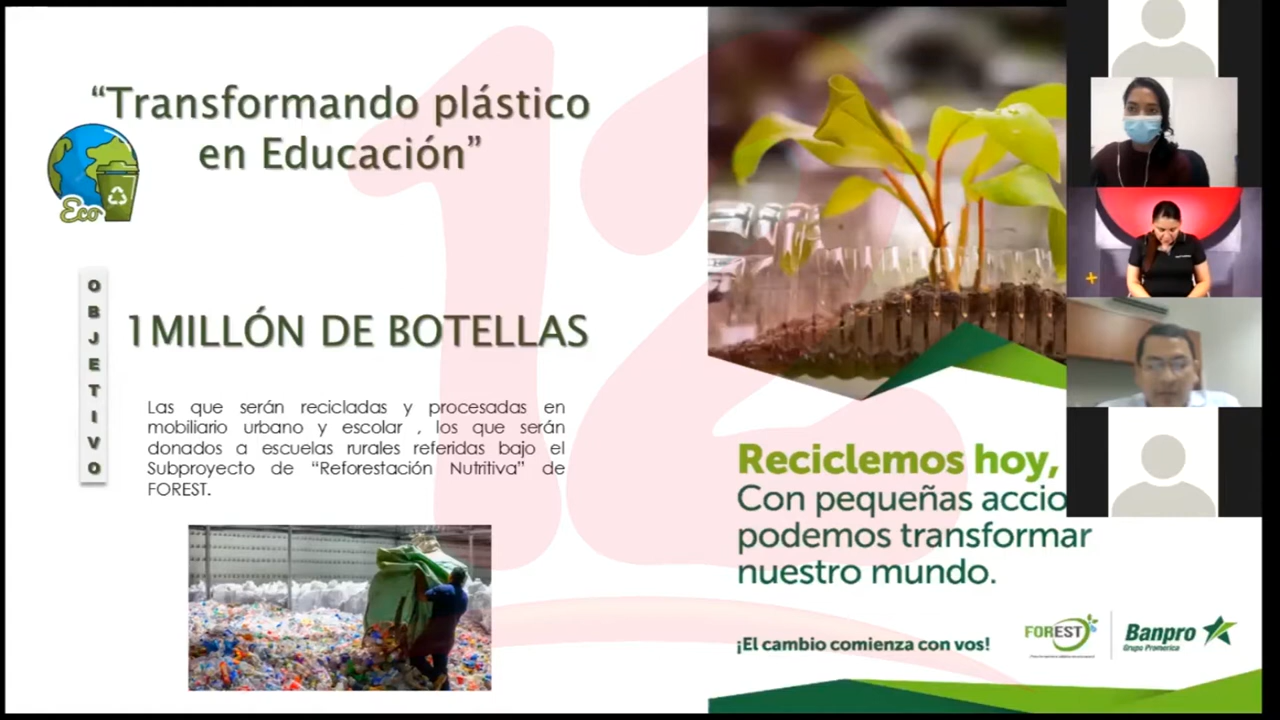 “Transformando plástico
en Educación”
Eco
OBJETIVO
1 MILLÓN DE BOTELLAS
Las que serán recicladas y procesadas en
mobiliario urbano y escolar , los que serán
donados a escuelas rurales referidas bajo el
Subproyecto de “Reforestación Nutritiva” de
FOREST.
12
Reciclemos hoy,
Con pequeñas accio
podemos transformar
nuestro mundo.
¡El cambio comienza con vos!
FOREST
Banpro
Grupo Promerica